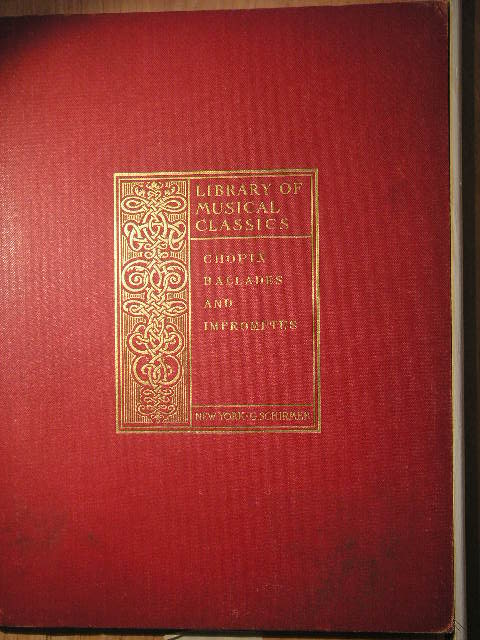 LIBRARY OF
MUSICAL
CLASSICS
CHOPIN
BALLADES
AND
IMPROMPTUS
NEW YORK · G. SCHIRMER